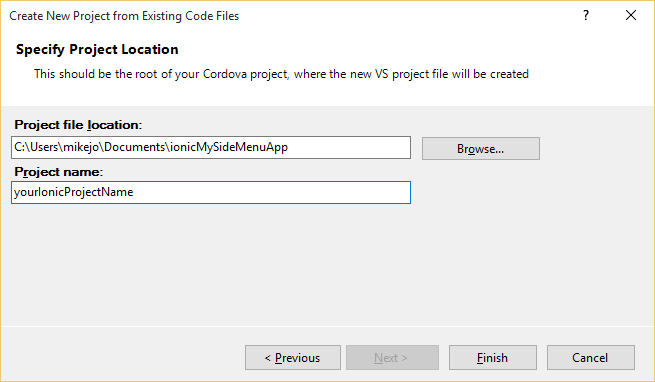 Create New Project from Existing Code Files
?
Specify Project Location
This should be the root of your Cordova project, where the new VS project file will be created
Project file location:
C:\Users\mikejo\Documents\ionicMySideMenuApp
Browse...
Project name:
yourIonicProjectName
< Previous
Next >
Finish
Cancel